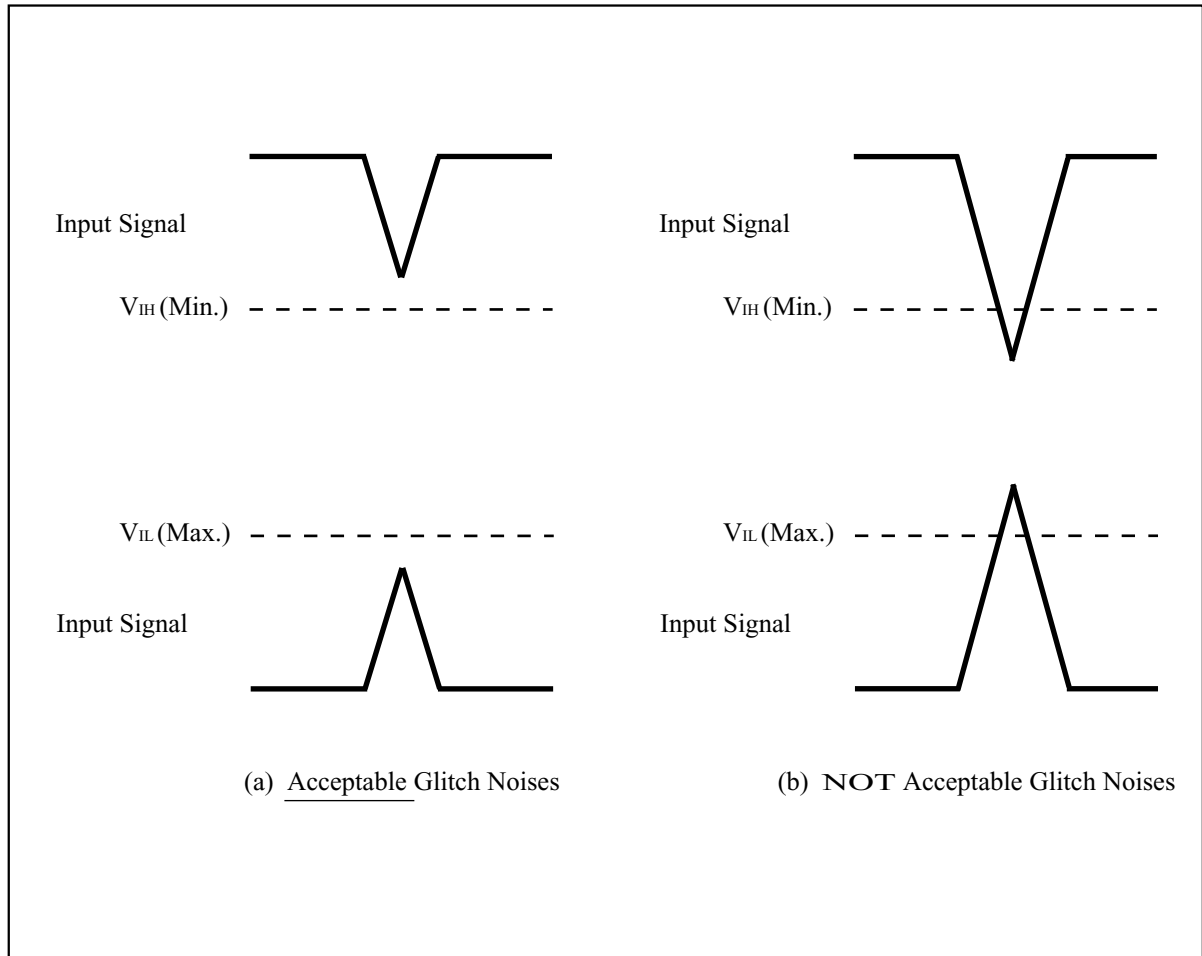 Input Signal
Input Signal
VIH (Min.)
VIH (Min.)
VIL (Max.)
VIL (Max.)
Input Signal
Input Signal
(a) Acceptable Glitch Noises
(b) NOT Acceptable Glitch Noises